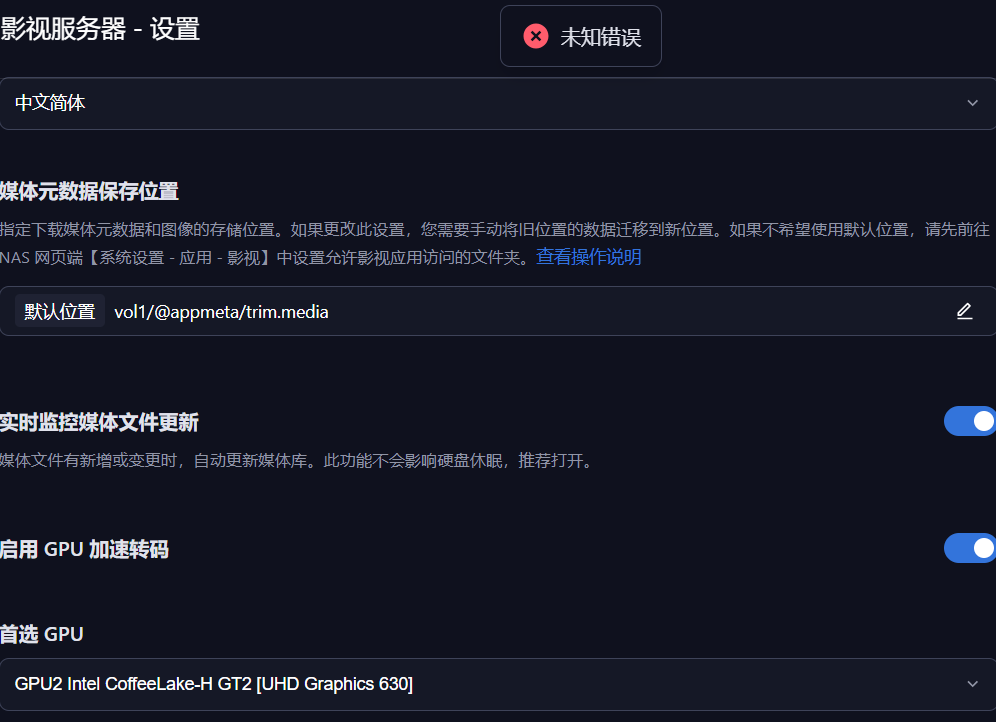 影视服务器 - 设置
未知错误
中文简体
媒体元数据保存位置
指定下载媒体元数据和图像的存储位置。如果更改此设置，您需要手动将旧位置的数据迁移到新位置。如果不希望使用默认位置，请先前往
NAS 网页端【系统设置 - 应用 - 影视】中设置允许影视应用访问的文件夹。查看操作说明
默认位置 vol1/@appmeta/trim.media
实时监控媒体文件更新
媒体文件有新增或变更时，自动更新媒体库。此功能不会影响硬盘休眠，推荐打开。
启用 GPU 加速转码
首选 GPU
GPU2 Intel CoffeeLake-H GT2 [UHD Graphics 630]